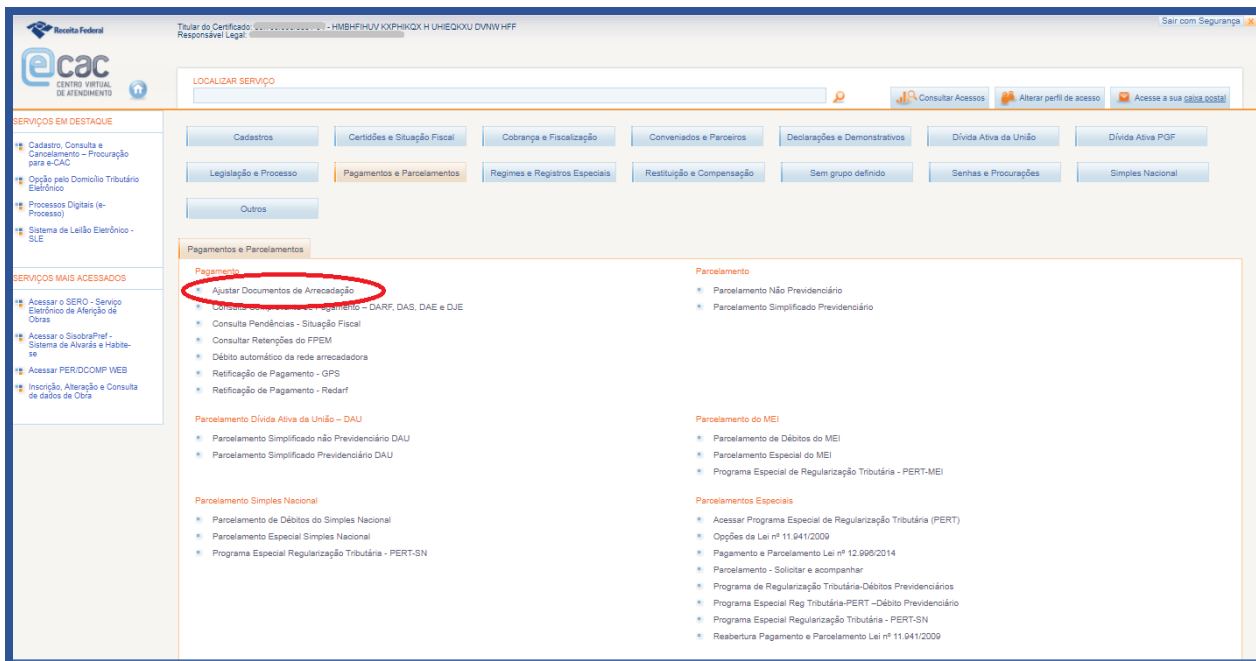 Receita Federal
Titular do Certificado: - HMBHFIHUV KXPHIKQX H UHIEQKXU DVNW HFF
Responsável Legal:
Sair com Segurança X
ecac
CENTRO VIRTUAL
DE ATENDIMENTO
LOCALIZAR SERVIÇO
Consultar Acessos
Alterar perfil de acesso
Acesse a sua caixa postal
SERVIÇOS EM DESTAQUE
Cadastro, Consulta e
Cancelamento – Procuração
para e-CAC
Opção pelo Domicílio Tributário
Eletrônico
Processos Digitais (e-
Processo)
Sistema de Leilão Eletrônico -
SLE
SERVIÇOS MAIS ACESSADOS
Acessar o SERO - Serviço
Eletrônico de Aferição de
Obras
Acessar o SisobraPref -
Sistema de Alvarás e Habite-
se
Acessar PER/DCOMP WEB
Inscrição, Alteração e Consulta
de dados de Obra
Cadastros
Certidões e Situação Fiscal
Cobrança e Fiscalização
Conveniados e Parceiros
Declarações e Demonstrativos
Dívida Ativa da União
Dívida Ativa PGF
Legislação e Processo
Pagamentos e Parcelamentos
Regimes e Registros Especiais
Restituição e Compensação
Sem grupo definido
Senhas e Procurações
Simples Nacional
Outros
Pagamentos e Parcelamentos
Pagamento
Ajustar Documentos de Arrecadação
Consulta Comprovante de Pagamento – DARF, DAS, DAE e DJE
Consulta Pendências - Situação Fiscal
Consultar Retenções do FPEM
Débito automático da rede arrecadadora
Retificação de Pagamento - GPS
Retificação de Pagamento - Redarf
Parcelamento
Parcelamento Não Previdenciário
Parcelamento Simplificado Previdenciário
Parcelamento Dívida Ativa da União – DAU
Parcelamento Simplificado não Previdenciário DAU
Parcelamento Simplificado Previdenciário DAU
Parcelamento do MEI
Parcelamento de Débitos do MEI
Parcelamento Especial do MEI
Programa Especial de Regularização Tributária - PERT-MEI
Parcelamento Simples Nacional
Parcelamento de Débitos do Simples Nacional
Parcelamento Especial Simples Nacional
Programa Especial Regularização Tributária - PERT-SN
Parcelamentos Especiais
Acessar Programa Especial de Regularização Tributária (PERT)
Opções da Lei nº 11.941/2009
Pagamento e Parcelamento Lei nº 12.996/2014
Parcelamento - Solicitar e acompanhar
Programa de Regularização Tributária-Débitos Previdenciários
Programa Especial Reg Tributária-PERT –Débito Previdenciário
Programa Especial Regularização Tributária - PERT-SN
Reabertura Pagamento e Parcelamento Lei nº 11.941/2009